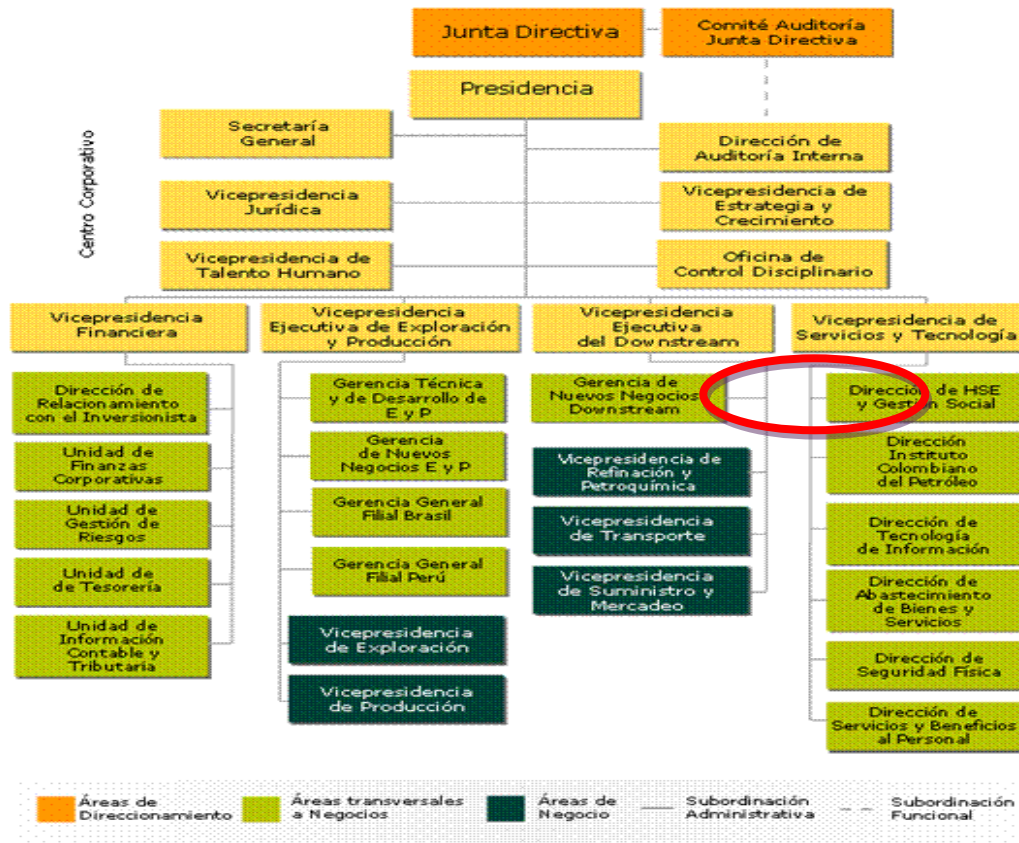 Junta Directiva
Comité Auditoría
Junta Directiva
Presidencia
Centro Corporativo
Secretaría
General
Dirección de
Auditoría Interna
Vicepresidencia
Jurídica
Vicepresidencia de
Estrategia y
Crecimiento
Vicepresidencia de
Talento Humano
Oficina de
Control Disciplinario
Vicepresidencia
Financiera
Vicepresidencia
Ejecutiva de Exploración
y Producción
Vicepresidencia
Ejecutiva
del Downstream
Vicepresidencia de
Servicios y Tecnología
Dirección de
Relacionamiento
con el Inversionista
Unidad de
Finanzas
Corporativas
Unidad de
Gestión de
Riesgos
Unidad de
de Tesorería
Unidad de
Información
Contable y
Tributaria
Gerencia Técnica
y de Desarrollo de
E y P
Gerencia
de Nuevos
Negocios E y P
Gerencia General
Filial Brasil
Gerencia General
Filial Perú
Vicepresidencia
de Exploración
Vicepresidencia
de Producción
Gerencia de
Nuevos Negocios
Downstream
Vicepresidencia de
Refinación y
Petroquímica
Vicepresidencia
de Transporte
Vicepresidencia
de Suministro y
Mercadeo
Dirección de HSE
y Gestión Social
Dirección
Instituto
Colombiano
del Petróleo
Dirección de
Tecnología
de Información
Dirección de
Abastecimiento
de Bienes y
Servicios
Dirección de
Seguridad Física
Dirección de
Servicios y Beneficios
al Personal
Áreas de
Direccionamiento
Áreas transversales
a Negocios
Áreas de
Negocio
Subordinación
Administrativa
Subordinación
Funcional